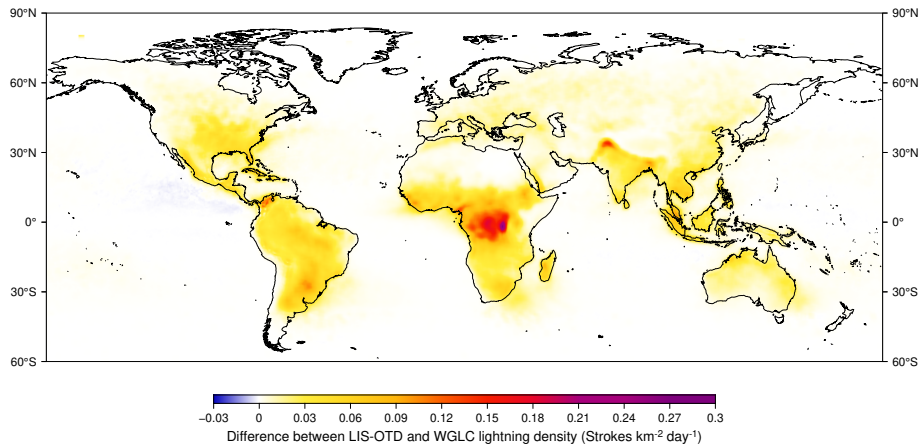 90°N 90°N
60°N 60°N
30°N 30°N
0° 0°
30°S 30°S
60°S 60°S
−0.03 0 0.03 0.06 0.09 0.12 0.15 0.18 0.21 0.24 0.27 0.3
Difference between LIS-OTD and WGLC lightning density (Strokes km⁻² day⁻¹)